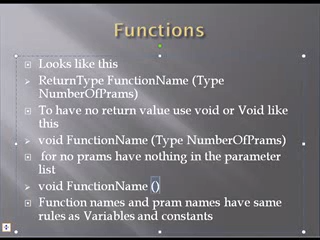 Functions
Looks like this
ReturnType FunctionName (Type
NumberOfPrams)
To have no return value use void or Void like
this
void FunctionName (Type NumberOfPrams)
for no prams have nothing in the parameter
list
void FunctionName ()
Function names and pram names have same
rules as Variables and constants